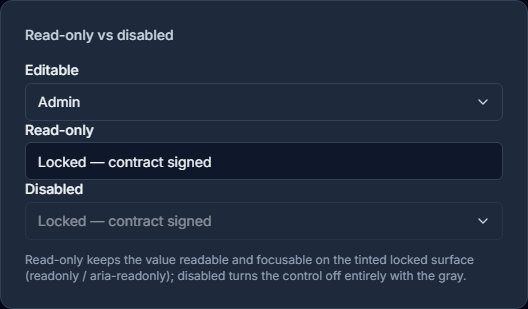 Read-only vs disabled
Editable
Admin
Read-only
Locked — contract signed
Disabled
Locked — contract signed
Read-only keeps the value readable and focusable on the tinted locked surface
(readonly / aria-readonly); disabled turns the control off entirely with the gray.